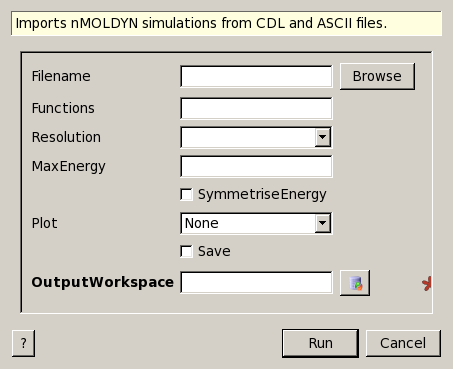 Imports nMOLDYN simulations from CDL and ASCII files.
Filename Browse
Functions
Resolution
MaxEnergy
SymmetriseEnergy
Plot None
Save
OutputWorkspace
? Run Cancel